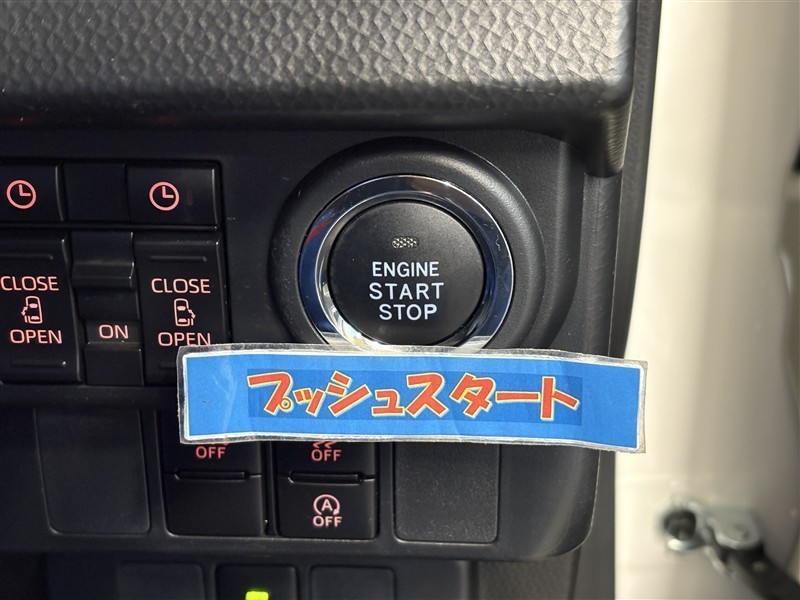 ENGINE
START
STOP
CLOSE
OPEN
ON
CLOSE
OPEN
プッシュスタート
OFF
OFF
A
OFF